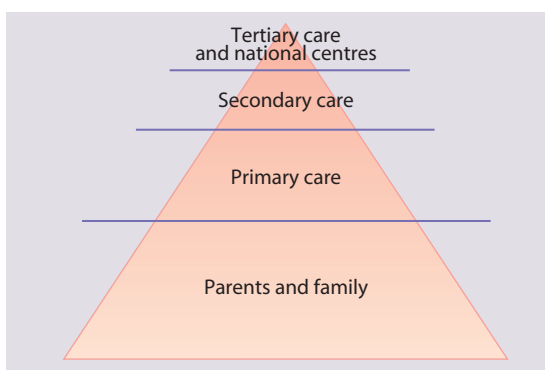 Tertiary care
and national centres
Secondary care
Primary care
Parents and family